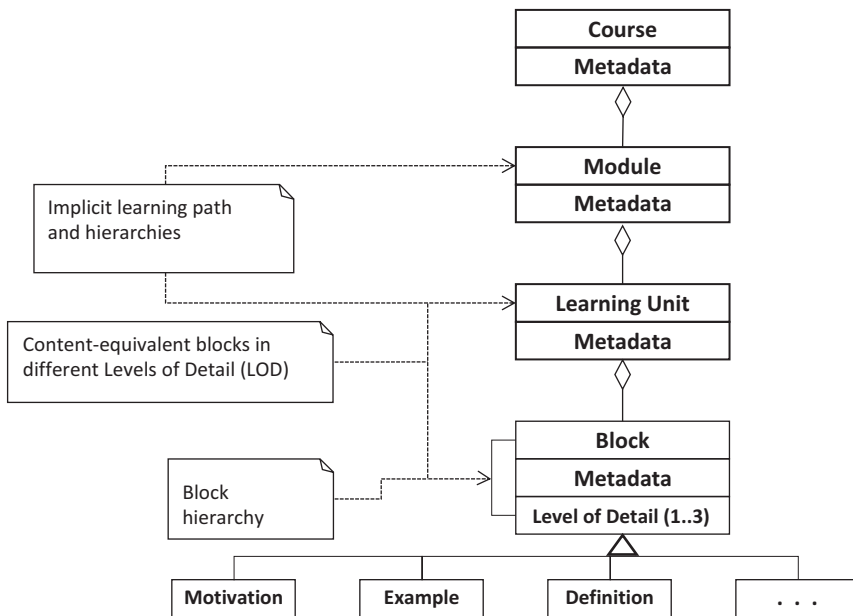 Course
Metadata
Module
Metadata
Implicit learning path
and hierarchies
Learning Unit
Metadata
Content-equivalent blocks in
different Levels of Detail (LOD)
Block
Metadata
Level of Detail (1..3)
Block
hierarchy
Motivation
Example
Definition
. . .